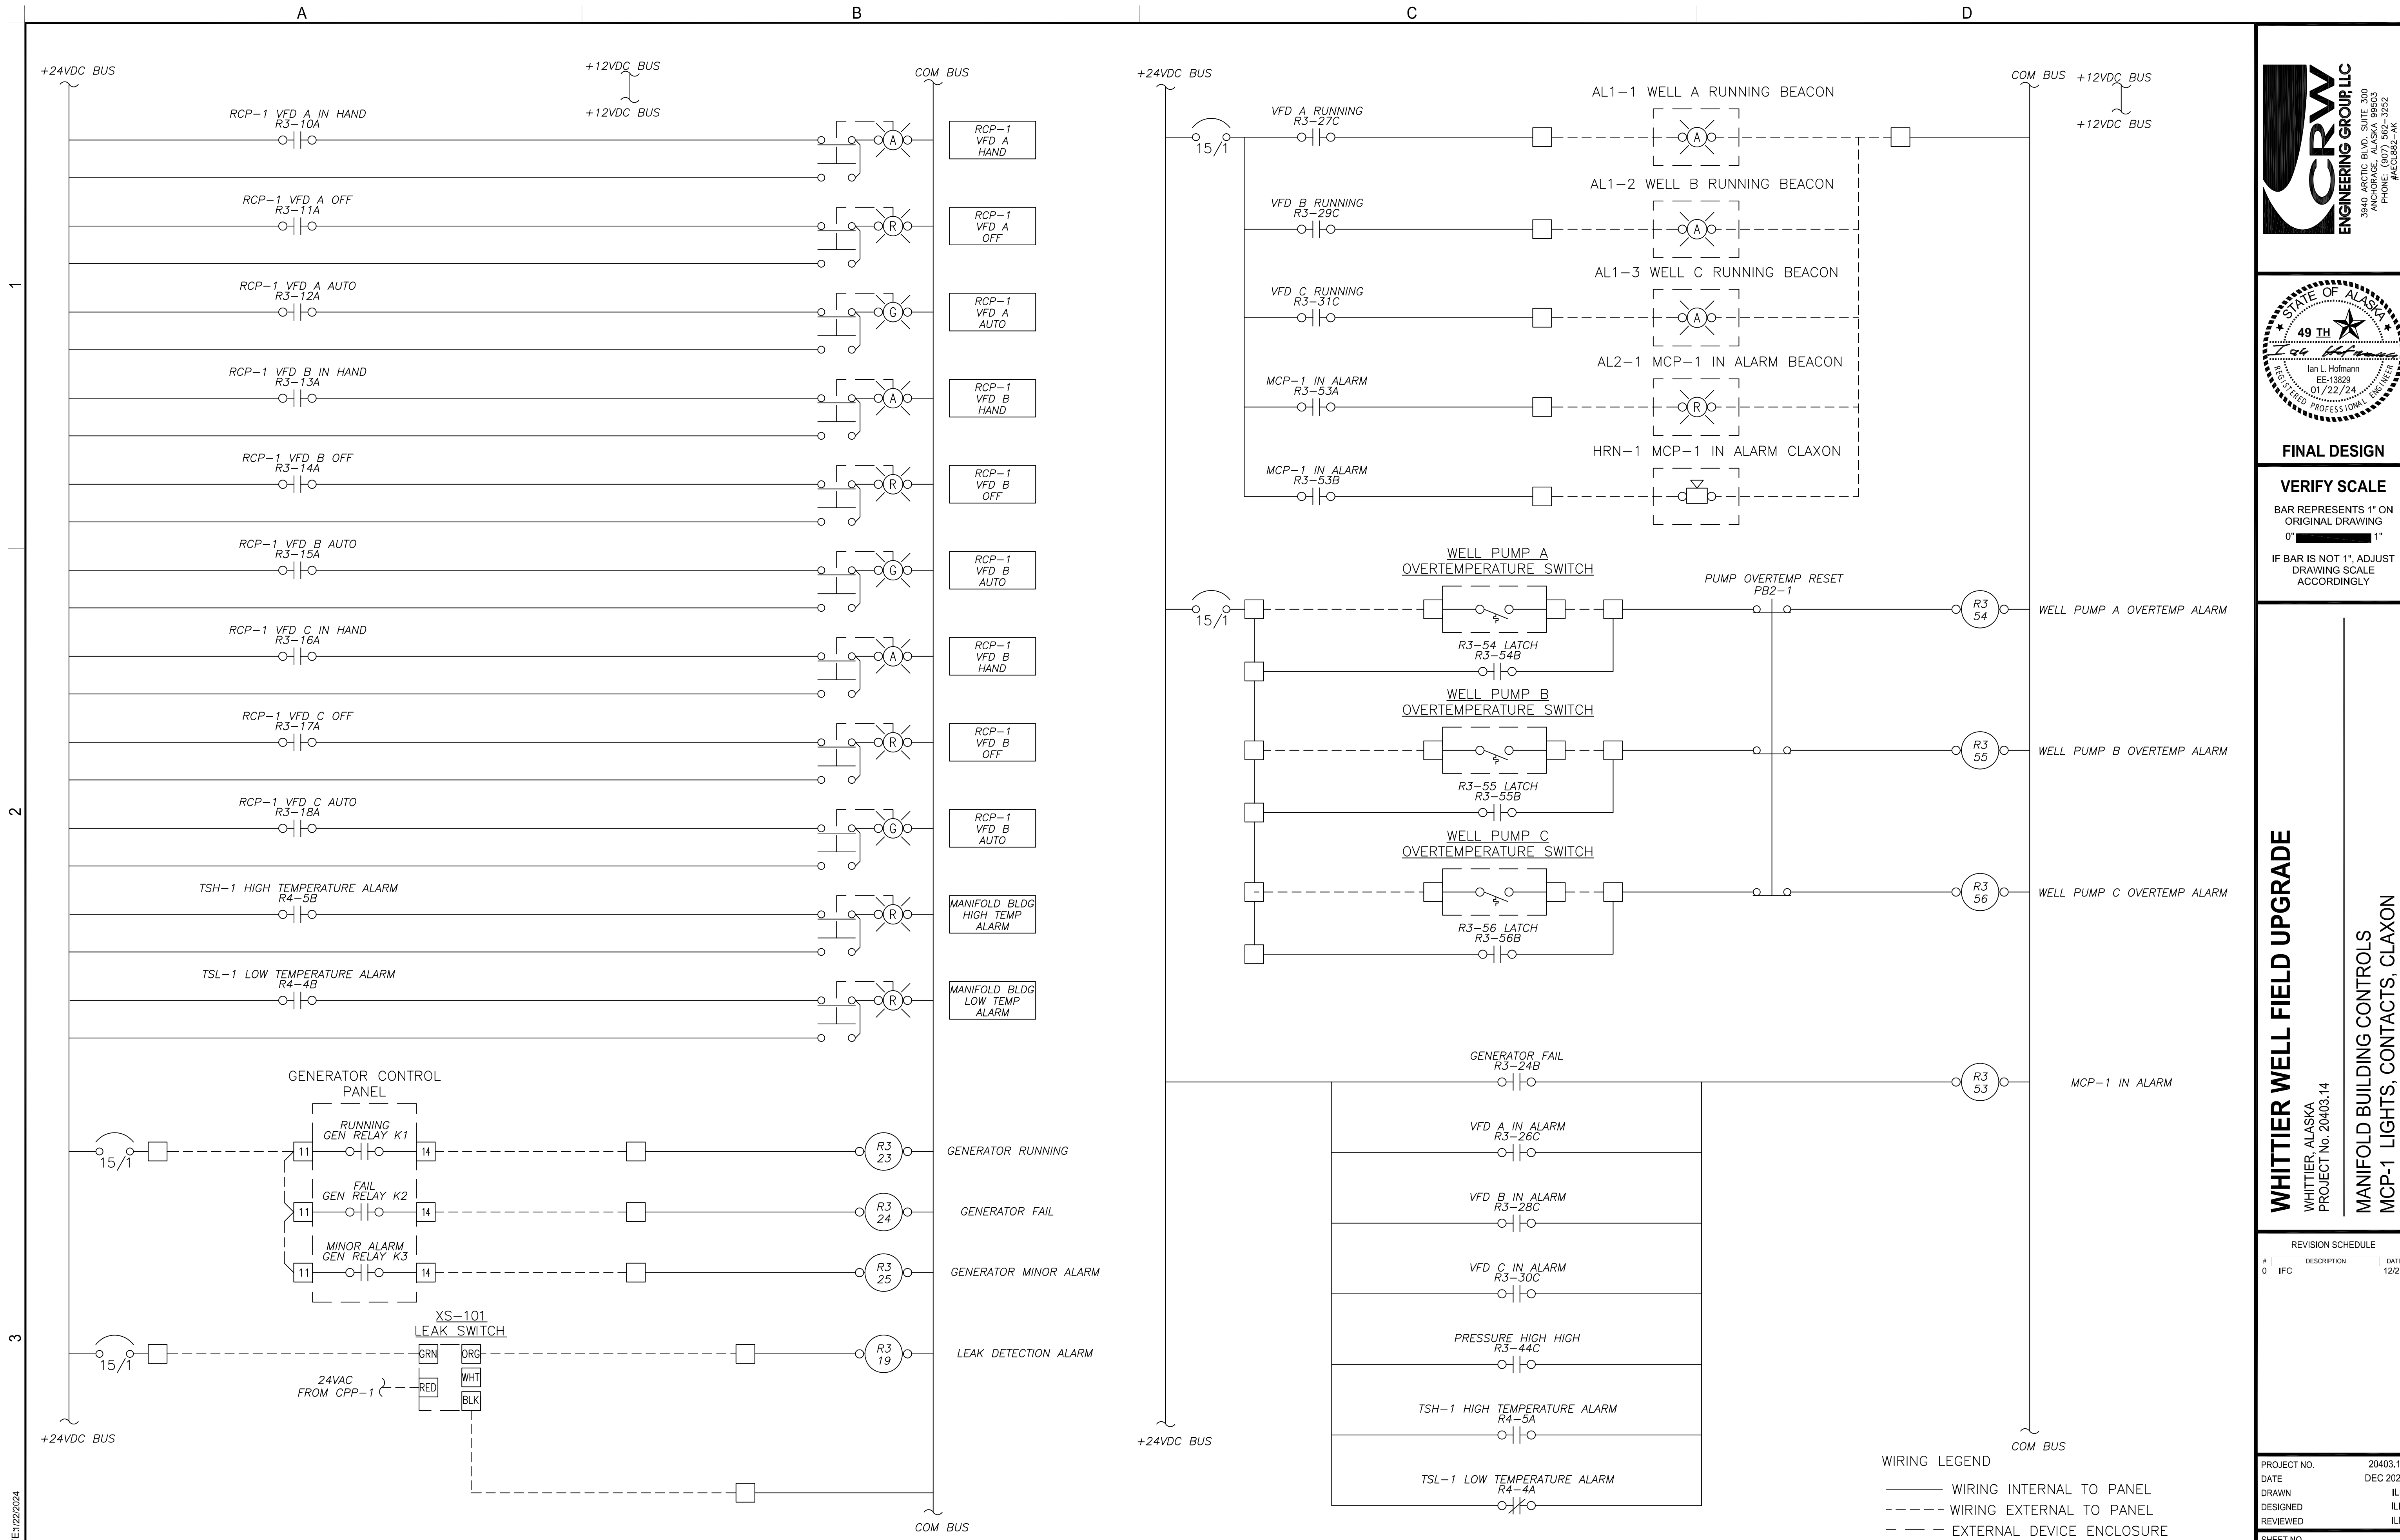 A
B
C
D
1
2
3
+24VDC BUS
+12VDC BUS
+12VDC BUS
COM BUS
RCP-1 VFD A IN HAND
R3-10A
A
RCP-1
VFD A
HAND
RCP-1 VFD A OFF
R3-11A
R
RCP-1
VFD A
OFF
RCP-1 VFD A AUTO
R3-12A
G
RCP-1
VFD A
AUTO
RCP-1 VFD B IN HAND
R3-13A
A
RCP-1
VFD B
HAND
RCP-1 VFD B OFF
R3-14A
R
RCP-1
VFD B
OFF
RCP-1 VFD B AUTO
R3-15A
G
RCP-1
VFD B
AUTO
RCP-1 VFD C IN HAND
R3-16A
A
RCP-1
VFD B
HAND
RCP-1 VFD C OFF
R3-17A
R
RCP-1
VFD B
OFF
RCP-1 VFD C AUTO
R3-18A
G
RCP-1
VFD B
AUTO
TSH-1 HIGH TEMPERATURE ALARM
R4-5B
R
MANIFOLD BLDG
HIGH TEMP
ALARM
TSL-1 LOW TEMPERATURE ALARM
R4-4B
R
MANIFOLD BLDG
LOW TEMP
ALARM
GENERATOR CONTROL
PANEL
15/1
RUNNING
GEN RELAY K1
11
14
R3
23
GENERATOR RUNNING
FAIL
GEN RELAY K2
11
14
R3
24
GENERATOR FAIL
MINOR ALARM
GEN RELAY K3
11
14
R3
25
GENERATOR MINOR ALARM
XS-101
LEAK SWITCH
15/1
GRN
ORG
R3
19
LEAK DETECTION ALARM
WHT
24VAC
FROM CPP-1
RED
BLK
+24VDC BUS
COM BUS
+24VDC BUS
COM BUS
+12VDC BUS
+12VDC BUS
AL1-1 WELL A RUNNING BEACON
15/1
VFD A RUNNING
R3-27C
A
AL1-2 WELL B RUNNING BEACON
VFD B RUNNING
R3-29C
A
AL1-3 WELL C RUNNING BEACON
VFD C RUNNING
R3-31C
A
AL2-1 MCP-1 IN ALARM BEACON
MCP-1 IN ALARM
R3-53A
R
HRN-1 MCP-1 IN ALARM CLAXON
MCP-1 IN ALARM
R3-53B
WELL PUMP A
OVERTEMPERATURE SWITCH
PUMP OVERTEMP RESET
PB2-1
15/1
R3
54
WELL PUMP A OVERTEMP ALARM
R3-54 LATCH
R3-54B
WELL PUMP B
OVERTEMPERATURE SWITCH
R3
55
WELL PUMP B OVERTEMP ALARM
R3-55 LATCH
R3-55B
WELL PUMP C
OVERTEMPERATURE SWITCH
R3
56
WELL PUMP C OVERTEMP ALARM
R3-56 LATCH
R3-56B
GENERATOR FAIL
R3-24B
R3
53
MCP-1 IN ALARM
VFD A IN ALARM
R3-26C
VFD B IN ALARM
R3-28C
VFD C IN ALARM
R3-30C
PRESSURE HIGH HIGH
R3-44C
TSH-1 HIGH TEMPERATURE ALARM
R4-5A
TSL-1 LOW TEMPERATURE ALARM
R4-4A
+24VDC BUS
COM BUS
WIRING LEGEND
WIRING INTERNAL TO PANEL
WIRING EXTERNAL TO PANEL
EXTERNAL DEVICE ENCLOSURE
CRW
ENGINEERING GROUP, LLC
3940 ARCTIC BLVD. SUITE 300
ANCHORAGE, ALASKA 99503
PHONE: (907) 562-3252
#AECL882-AK
STATE OF ALASKA
49 TH
Ian L. Hofmann
EE-13829
01/22/24
REGISTERED PROFESSIONAL ENGINEER
FINAL DESIGN
VERIFY SCALE
BAR REPRESENTS 1" ON
ORIGINAL DRAWING
0" 1"
IF BAR IS NOT 1", ADJUST
DRAWING SCALE
ACCORDINGLY
WHITTIER WELL FIELD UPGRADE
WHITTIER, ALASKA
PROJECT No. 20403.14
MANIFOLD BUILDING CONTROLS
MCP-1 LIGHTS, CONTACTS, CLAXON
REVISION SCHEDULE
# DESCRIPTION DATE
0 IFC 12/2
PROJECT NO. 20403.1
DATE DEC 202
DRAWN IL
DESIGNED IL
REVIEWED IL
SHEET NO.
E:1/22/2024